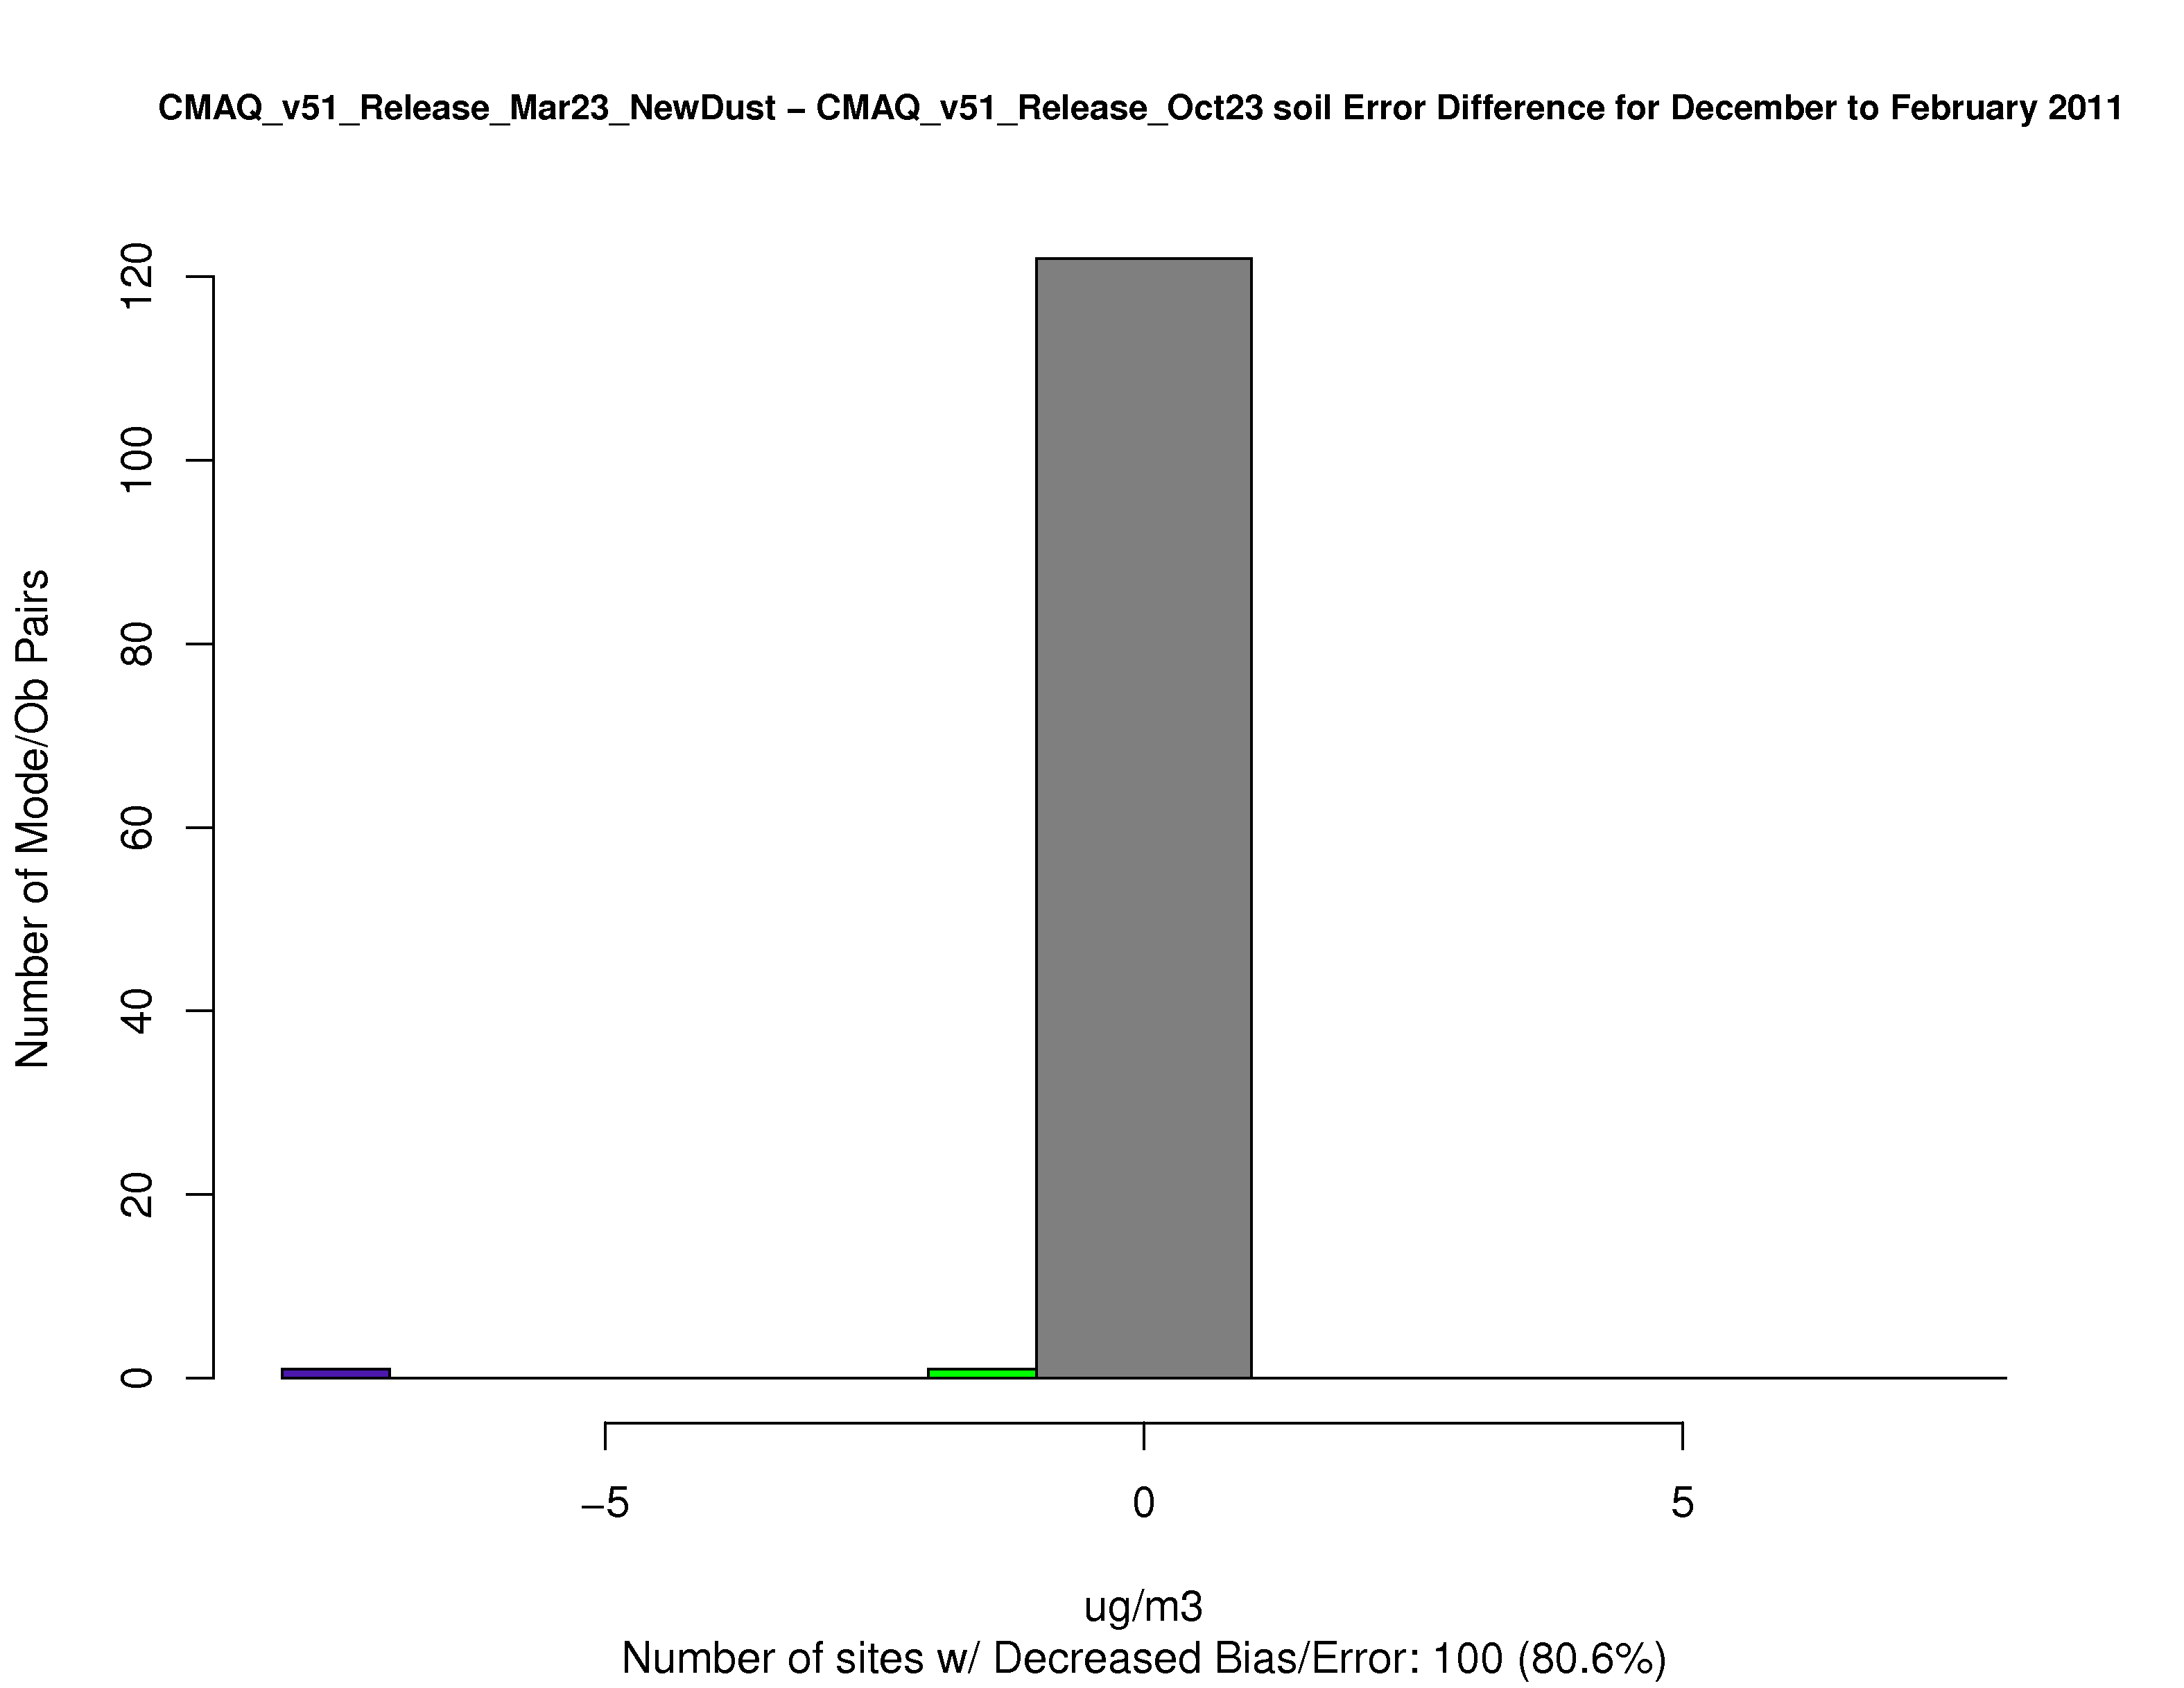 CMAQ_v51_Release_Mar23_NewDust − CMAQ_v51_Release_Oct23 soil Error Difference for December to February 2011
Number of Mode/Ob Pairs
120
100
80
60
40
20
0
−5
0
5
ug/m3
Number of sites w/ Decreased Bias/Error: 100 (80.6%)